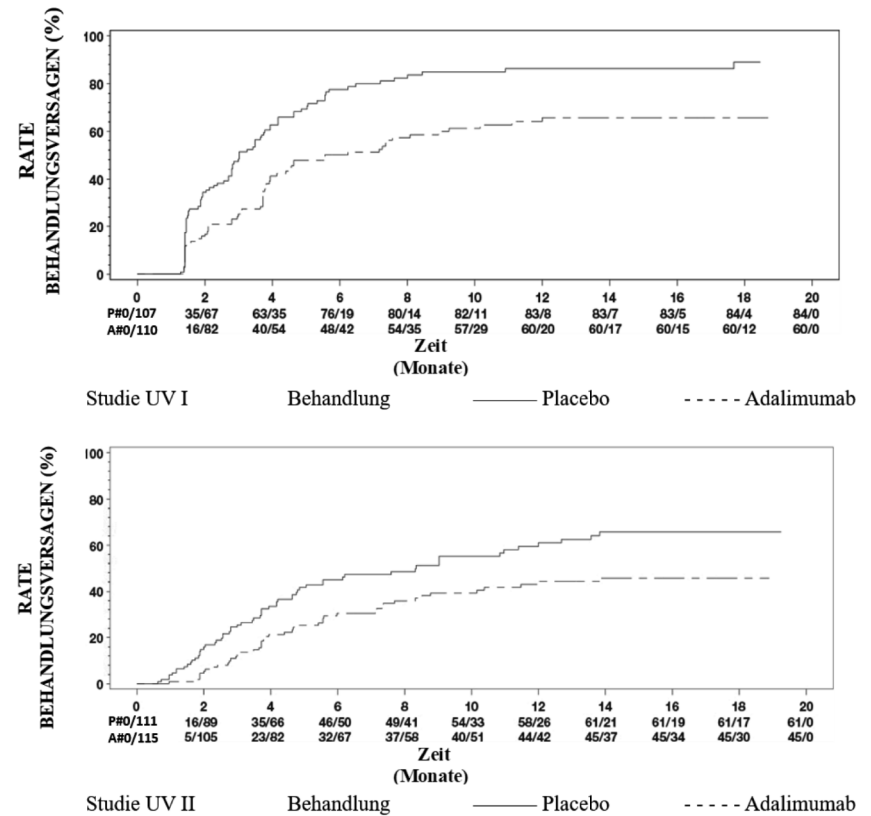 RATE
BEHANDLUNGSVERSAGEN (%)
100
80
60
40
20
0
0 2 4 6 8 10 12 14 16 18 20
P#0/107 35/67 63/35 76/19 80/14 82/11 83/8 83/7 83/5 84/4 84/0
A#0/110 16/82 40/54 48/42 54/35 57/29 60/20 60/17 60/15 60/12 60/0
Zeit
(Monate)
Studie UV I Behandlung Placebo Adalimumab
RATE
BEHANDLUNGSVERSAGEN (%)
100
80
60
40
20
0
0 2 4 6 8 10 12 14 16 18 20
P#0/111 16/89 35/66 46/50 49/41 54/33 58/26 61/21 61/19 61/17 61/0
A#0/115 5/105 23/82 32/67 37/58 40/51 44/42 45/37 45/34 45/30 45/0
Zeit
(Monate)
Studie UV II Behandlung Placebo Adalimumab